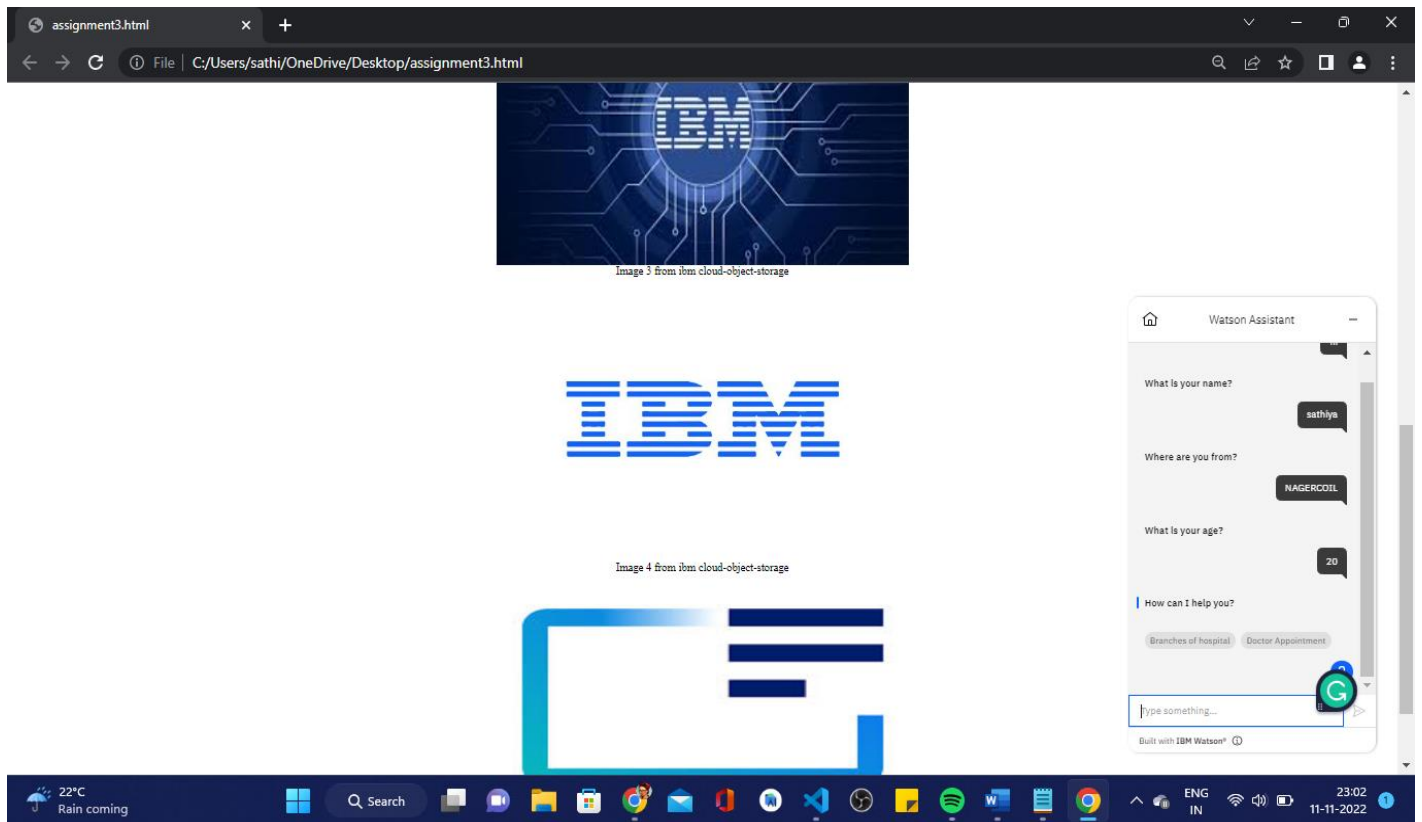 assignment3.html
File | C:/Users/sathi/OneDrive/Desktop/assignment3.html
IBM
Image 3 from ibm cloud-object-storage
IBM
Image 4 from ibm cloud-object-storage
Watson Assistant
What is your name?
sathiya
Where are you from?
NAGERCOIL
What is your age?
20
How can I help you?
Branches of hospital
Doctor Appointment
Type something...
Built with IBM Watson®
22°C
Rain coming
Search
ENG
IN
23:02
11-11-2022
1